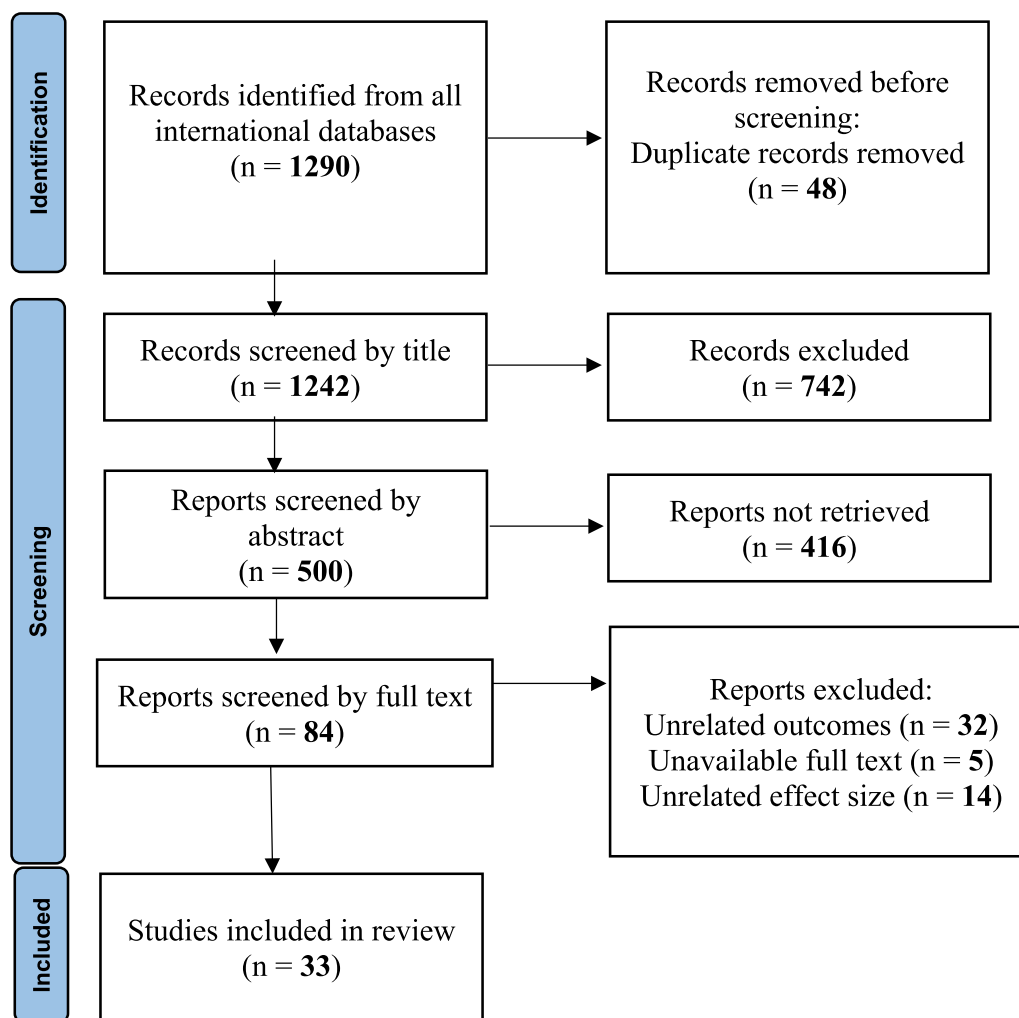 Identification
Records identified from all
international databases
(n = 1290)
Records removed before
screening:
Duplicate records removed
(n = 48)
Screening
Records screened by title
(n = 1242)
Records excluded
(n = 742)
Reports screened by
abstract
(n = 500)
Reports not retrieved
(n = 416)
Reports screened by full text
(n = 84)
Reports excluded:
Unrelated outcomes (n = 32)
Unavailable full text (n = 5)
Unrelated effect size (n = 14)
Included
Studies included in review
(n = 33)